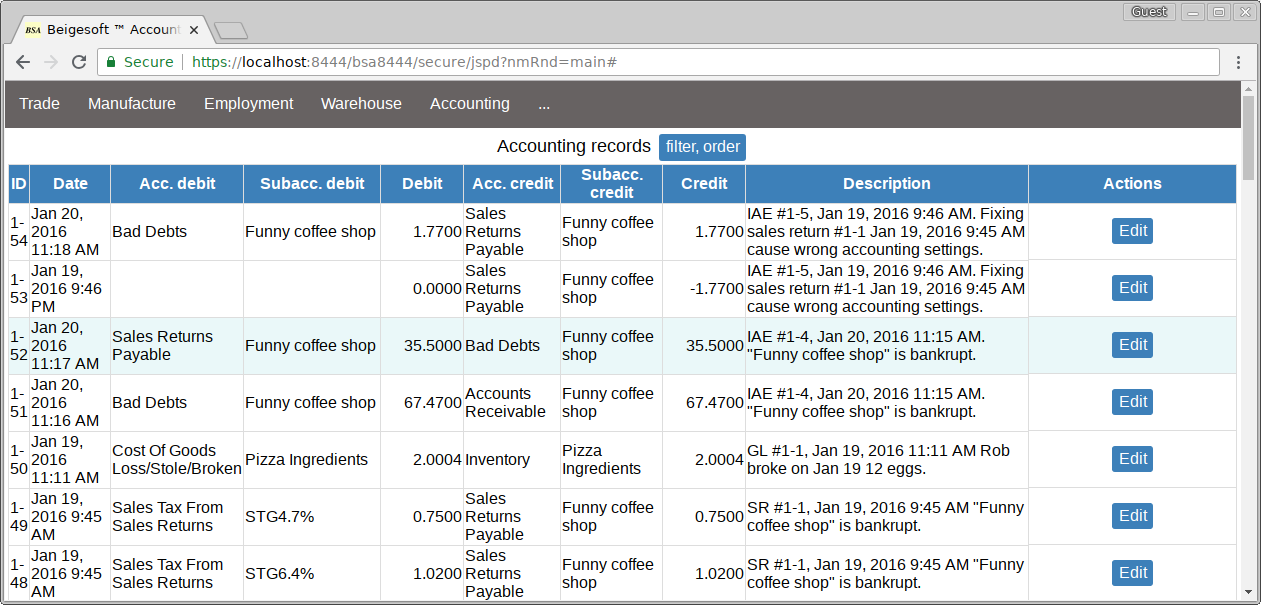 Guest
BSA Beigesoft ™ Account
Secure https://localhost:8444/bsa8444/secure/jspd?nmRnd=main#
Trade Manufacture Employment Warehouse Accounting ...
Accounting records filter, order
ID Date Acc. debit Subacc. debit Debit Acc. credit Subacc. credit Credit Description Actions
1-54 Jan 20, 2016 11:18 AM Bad Debts Funny coffee shop 1.7700 Sales Returns Payable Funny coffee shop 1.7700 IAE #1-5, Jan 19, 2016 9:46 AM. Fixing sales return #1-1 Jan 19, 2016 9:45 AM cause wrong accounting settings. Edit
1-53 Jan 19, 2016 9:46 PM 0.0000 Sales Returns Payable Funny coffee shop -1.7700 IAE #1-5, Jan 19, 2016 9:46 AM. Fixing sales return #1-1 Jan 19, 2016 9:45 AM cause wrong accounting settings. Edit
1-52 Jan 20, 2016 11:17 AM Sales Returns Payable Funny coffee shop 35.5000 Bad Debts Funny coffee shop 35.5000 IAE #1-4, Jan 20, 2016 11:15 AM. "Funny coffee shop" is bankrupt. Edit
1-51 Jan 20, 2016 11:16 AM Bad Debts Funny coffee shop 67.4700 Accounts Receivable Funny coffee shop 67.4700 IAE #1-4, Jan 20, 2016 11:15 AM. "Funny coffee shop" is bankrupt. Edit
1-50 Jan 19, 2016 11:11 AM Cost Of Goods Loss/Stole/Broken Pizza Ingredients 2.0004 Inventory Pizza Ingredients 2.0004 GL #1-1, Jan 19, 2016 11:11 AM Rob broke on Jan 19 12 eggs. Edit
1-49 Jan 19, 2016 9:45 AM Sales Tax From Sales Returns STG4.7% 0.7500 Sales Returns Payable Funny coffee shop 0.7500 SR #1-1, Jan 19, 2016 9:45 AM "Funny coffee shop" is bankrupt. Edit
1-48 Jan 19, 2016 9:45 AM Sales Tax From Sales Returns STG6.4% 1.0200 Sales Returns Payable Funny coffee shop 1.0200 SR #1-1, Jan 19, 2016 9:45 AM "Funny coffee shop" is bankrupt. Edit